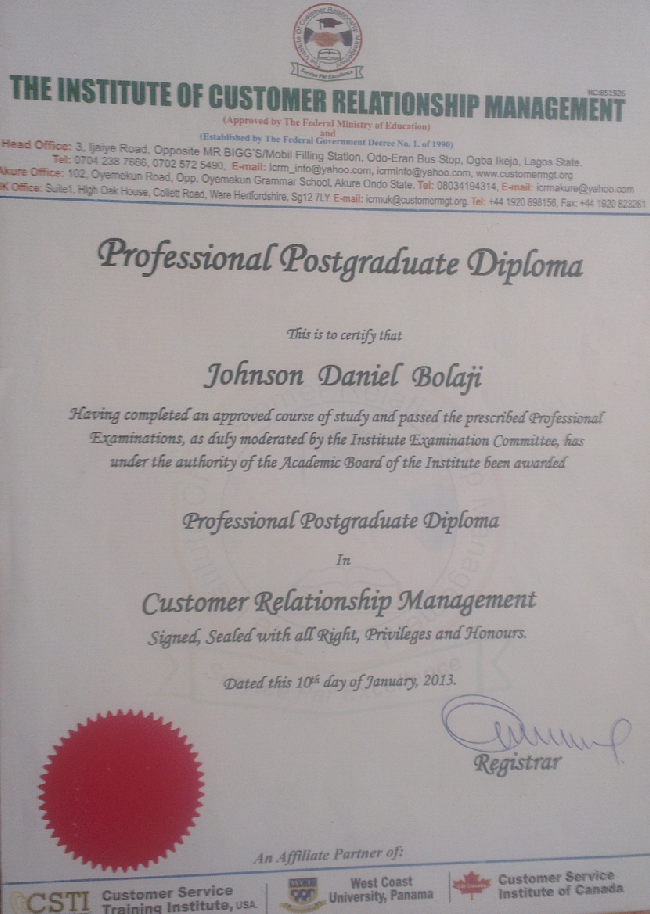 RC:651926
THE INSTITUTE OF CUSTOMER RELATIONSHIP MANAGEMENT
(Approved by The Federal Ministry of Education)
and
(Established by The Federal Government Decree No. 1. of 1990)
Head Office: 3, Ijaiye Road, Opposite MR.BIGG'S/Mobil Filling Station, Odo-Eran Bus Stop, Ogba Ikeja, Lagos State.
Tel: 0704 238 7666, 0702 572 5490, E-mail: icrm_info@yahoo.com, icrminfo@yahoo.com, www.customermgt.org
Akure Office: 102, Oyemekun Road, Opp. Oyemekun Grammar School, Akure Ondo State. Tel: 08034194314, E-mail: icrmakure@yahoo.com
UK Office: Suite1, High Oak House, Collett Road, Ware Hertfordshire, Sg12 7LY E-mail: icrmuk@customermgt.org. Tel: +44 1920 898156, Fax: +44 1920 823261
Professional Postgraduate Diploma
This is to certify that
Johnson Daniel Bolaji
Having completed an approved course of study and passed the prescribed Professional
Examinations, as duly moderated by the Institute Examination Committee, has
under the authority of the Academic Board of the Institute been awarded
Professional Postgraduate Diploma
In
Customer Relationship Management
Signed, Sealed with all Right, Privileges and Honours.
Dated this 10th day of January, 2013.
Registrar
An Affiliate Partner of:
CSTI Customer Service
Training Institute, USA.
West Coast
University, Panama
Customer Service
Institute of Canada